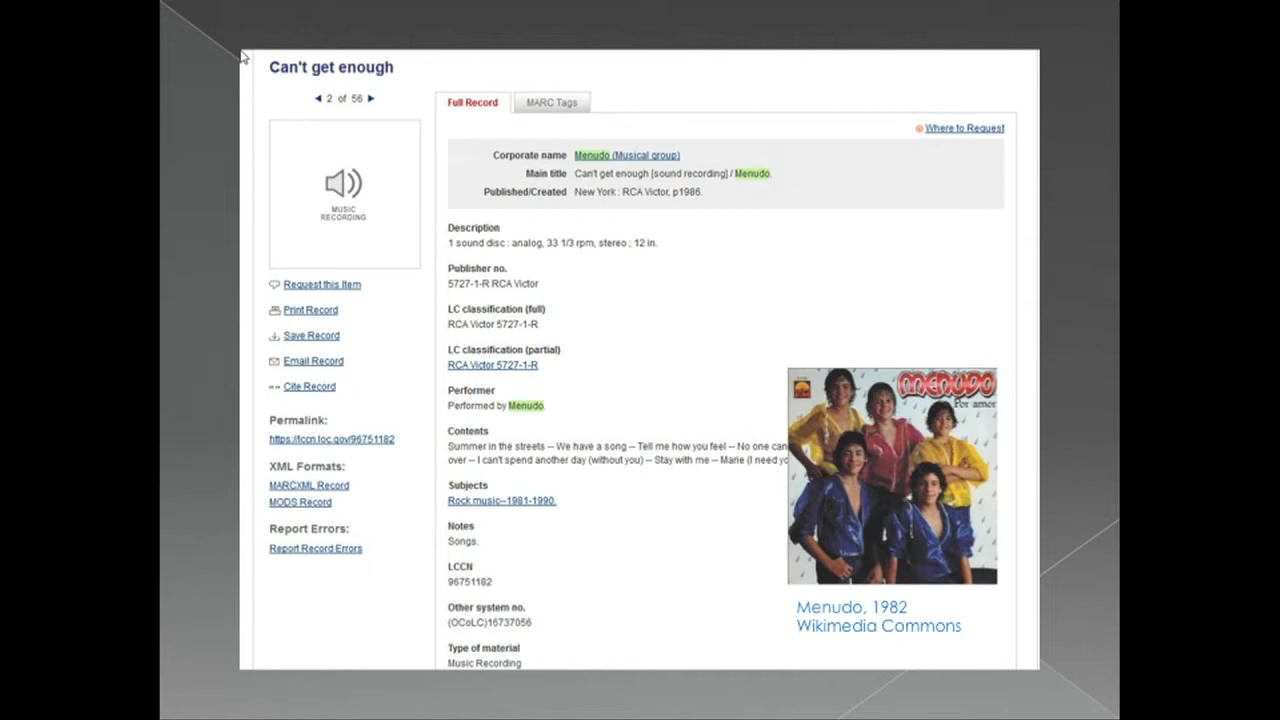 Can't get enough
2 of 56
Full Record
MARC Tags
Where to Request
Corporate name Menudo (Musical group)
Main title Can't get enough [sound recording] / Menudo.
Published/Created New York : RCA Victor, p1986.
MUSIC
RECORDING
Request this Item
Print Record
Save Record
Email Record
Cite Record
Permalink:
https://lccn.loc.gov/96751182
XML Formats:
MARCXML Record
MODS Record
Report Errors:
Report Record Errors
Description
1 sound disc : analog, 33 1/3 rpm, stereo ; 12 in.
Publisher no.
5727-1-R RCA Victor
LC classification (full)
RCA Victor 5727-1-R
LC classification (partial)
RCA Victor 5727-1-R
Performer
Performed by Menudo.
Contents
Summer in the streets -- We have a song -- Tell me how you feel -- No one can
over -- I can't spend another day (without you) -- Stay with me -- Marie (I need yo
Subjects
Rock music--1981-1990.
Notes
Songs.
LCCN
96751182
Other system no.
(OCoLC)16737056
Type of material
Music Recording
MENUDO
Por amor
Menudo, 1982
Wikimedia Commons